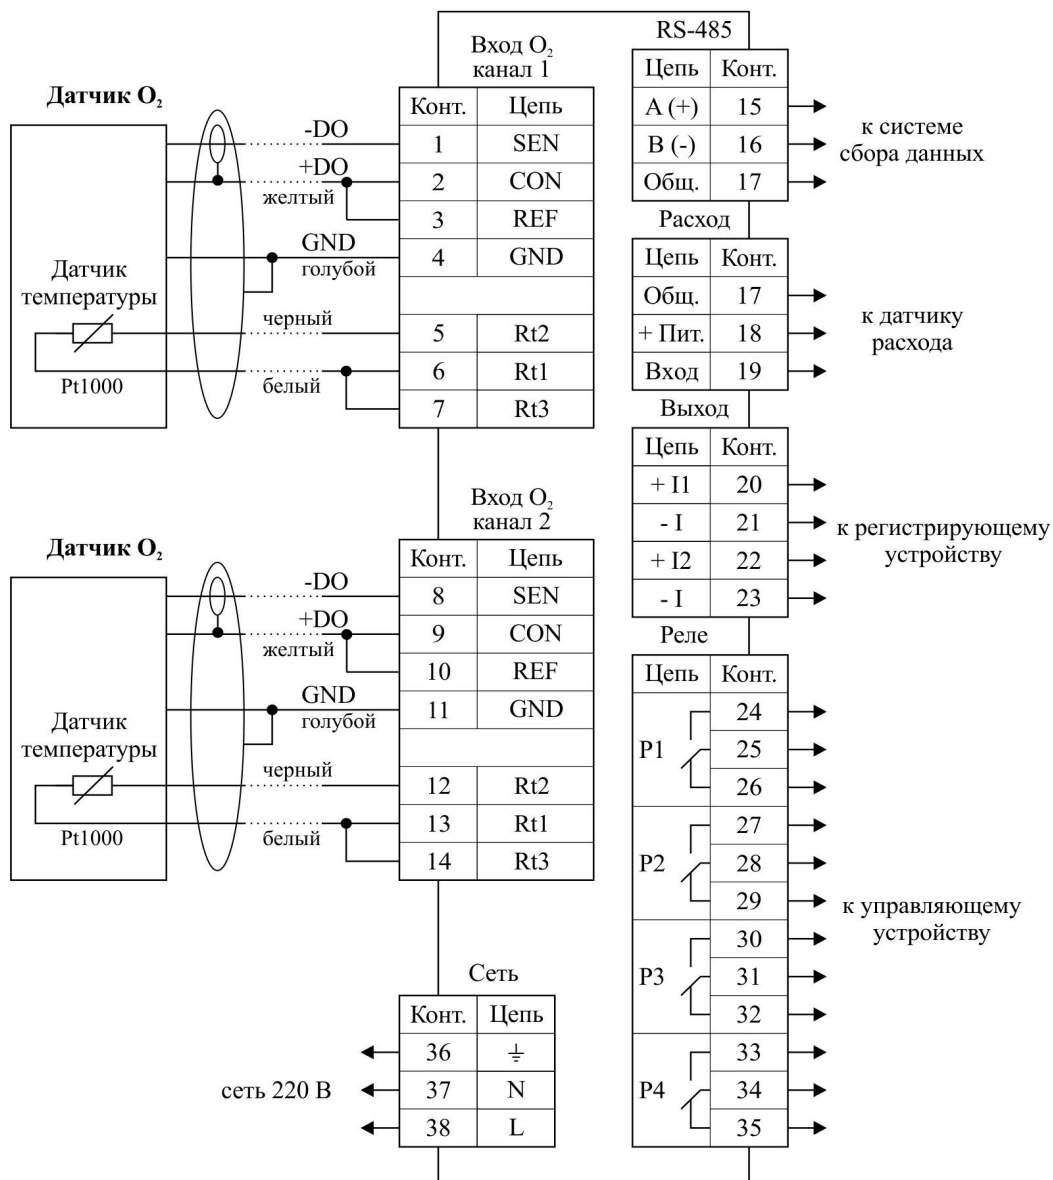 Датчик O2
-DO
+DO
желтый
GND
голубой
Датчик
температуры
черный
Pt1000
белый
Вход O2
канал 1
Конт. Цепь
1 SEN
2 CON
3 REF
4 GND
5 Rt2
6 Rt1
7 Rt3
Датчик O2
-DO
+DO
желтый
GND
голубой
Датчик
температуры
черный
Pt1000
белый
Вход O2
канал 2
Конт. Цепь
8 SEN
9 CON
10 REF
11 GND
12 Rt2
13 Rt1
14 Rt3
Сеть
Конт. Цепь
36
сеть 220 В
37 N
38 L
RS-485
Цепь Конт.
A (+) 15
B (-) 16
Общ. 17
к системе
сбора данных
Расход
Цепь Конт.
Общ. 17
+ Пит. 18
Вход 19
к датчику
расхода
Выход
Цепь Конт.
+ I1 20
- I 21
+ I2 22
- I 23
к регистрирующему
устройству
Реле
Цепь Конт.
P1
24
25
26
P2
27
28
29
P3
30
31
32
P4
33
34
35
к управляющему
устройству